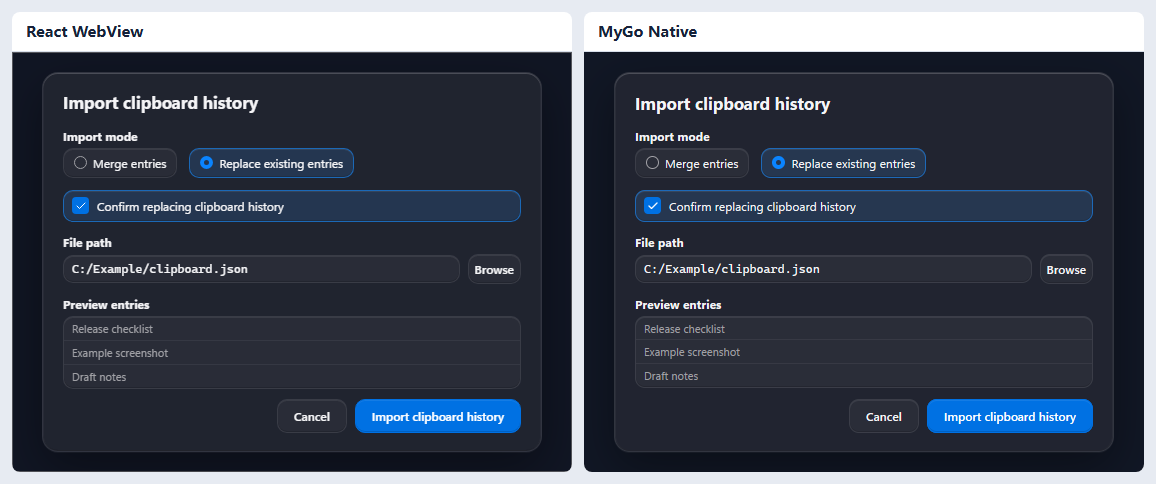 React WebView
Import clipboard history
Import mode
Merge entries Replace existing entries
Confirm replacing clipboard history
File path
C:/Example/clipboard.json Browse
Preview entries
Release checklist
Example screenshot
Draft notes
Cancel Import clipboard history
MyGo Native
Import clipboard history
Import mode
Merge entries Replace existing entries
Confirm replacing clipboard history
File path
C:/Example/clipboard.json Browse
Preview entries
Release checklist
Example screenshot
Draft notes
Cancel Import clipboard history